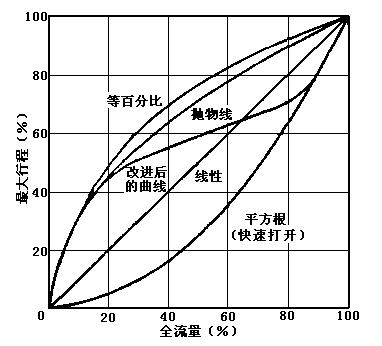 100
80
60
40
20
0
最大行程(%)
等百分比
抛物线
改进后
的曲线
线性
平方根
(快速打开)
20
40
60
80
100
全流量(%)